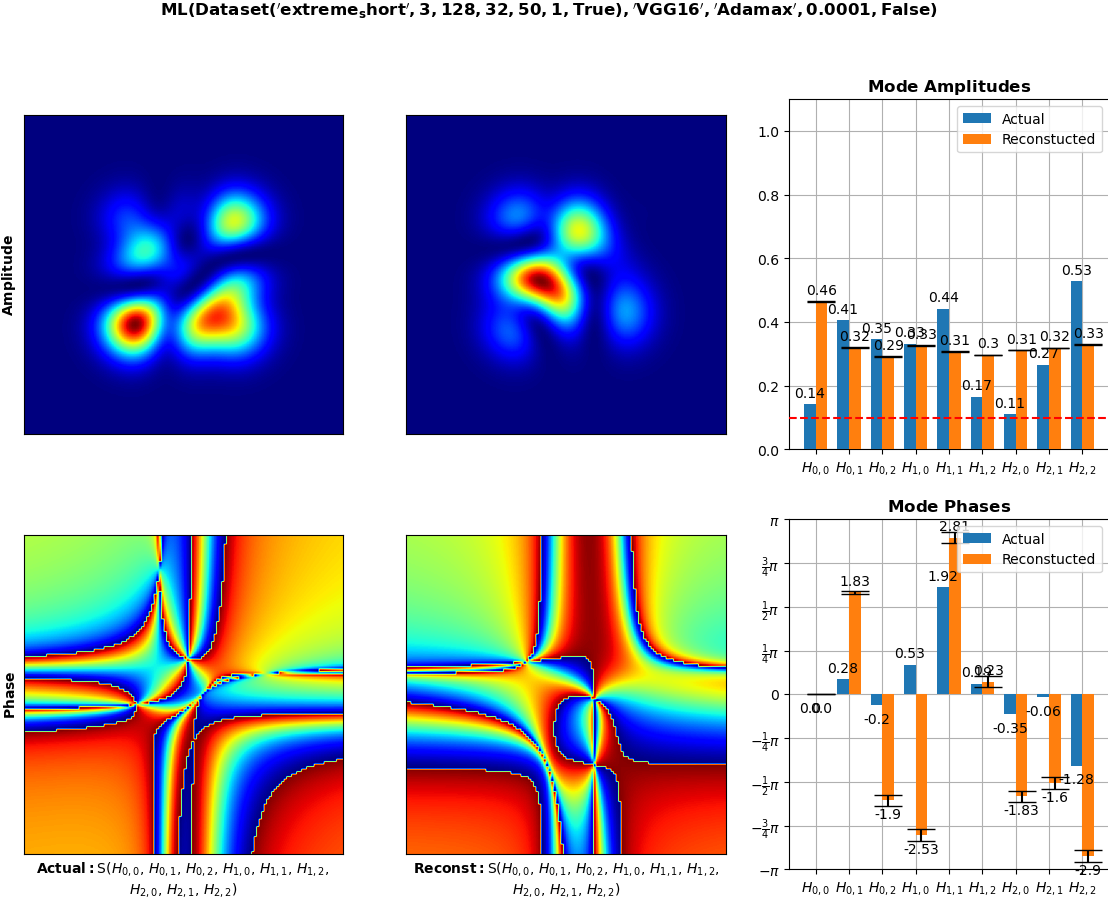 ML(Dataset('extreme_short', 3, 128, 32, 50, 1, True), 'VGG16', 'Adamax', 0.0001, False)
Mode Amplitudes
Actual
Reconstucted
1.0
0.8
0.6
0.4
0.2
0.0
0.14
0.46
0.41
0.32
0.35
0.29
0.33
0.33
0.44
0.31
0.17
0.3
0.11
0.31
0.27
0.32
0.53
0.33
H0,0 H0,1 H0,2 H1,0 H1,1 H1,2 H2,0 H2,1 H2,2
Amplitude
Mode Phases
Actual
Reconstucted
π
3/4π
1/2π
1/4π
0
−1/4π
−1/2π
−3/4π
−π
0.0
0.28
1.83
-0.2
-1.9
0.53
-2.53
1.92
2.81
0.23
-0.35
-1.83
-0.06
-1.6
-1.28
-2.9
H0,0 H0,1 H0,2 H1,0 H1,1 H1,2 H2,0 H2,1 H2,2
Phase
Actual: S(H0,0, H0,1, H0,2, H1,0, H1,1, H1,2,
H2,0, H2,1, H2,2)
Reconst: S(H0,0, H0,1, H0,2, H1,0, H1,1, H1,2,
H2,0, H2,1, H2,2)